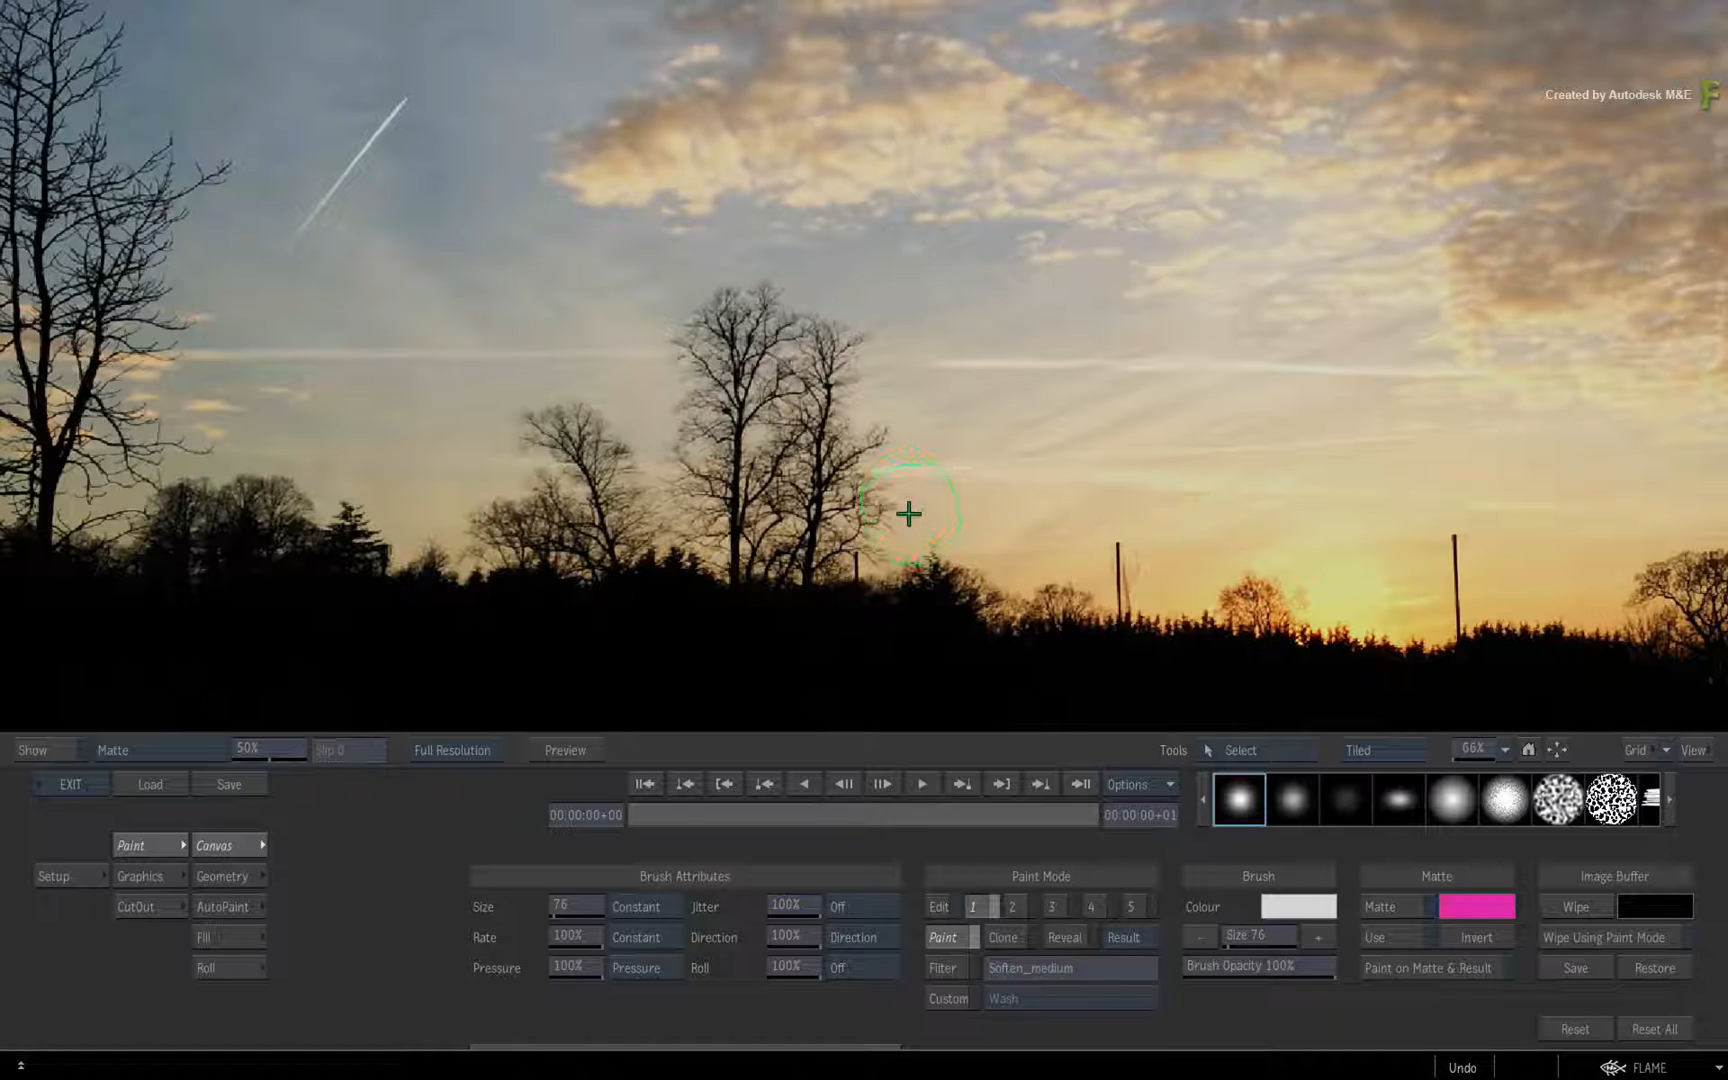 Created by Autodesk M&E
Show Matte 50% Slip 0 Full Resolution Preview Tools Select Tiled 66% Grid View
EXIT Load Save Options
00:00:00+00 00:00:00+01
Paint Canvas
Setup Graphics Geometry Brush Attributes Paint Mode Brush Matte Image Buffer
CutOut AutoPaint Size 76 Constant Jitter 100% Off Edit 1 2 3 4 5 Colour Matte Wipe
Fill Rate 100% Constant Direction 100% Direction Paint Clone Reveal Result - Size 76 + Use Invert Wipe Using Paint Mode
Roll Pressure 100% Pressure Roll 100% Off Filter Soften_medium Brush Opacity 100% Paint on Matte & Result Save Restore
Custom Wash
Reset Reset All
Undo FLAME